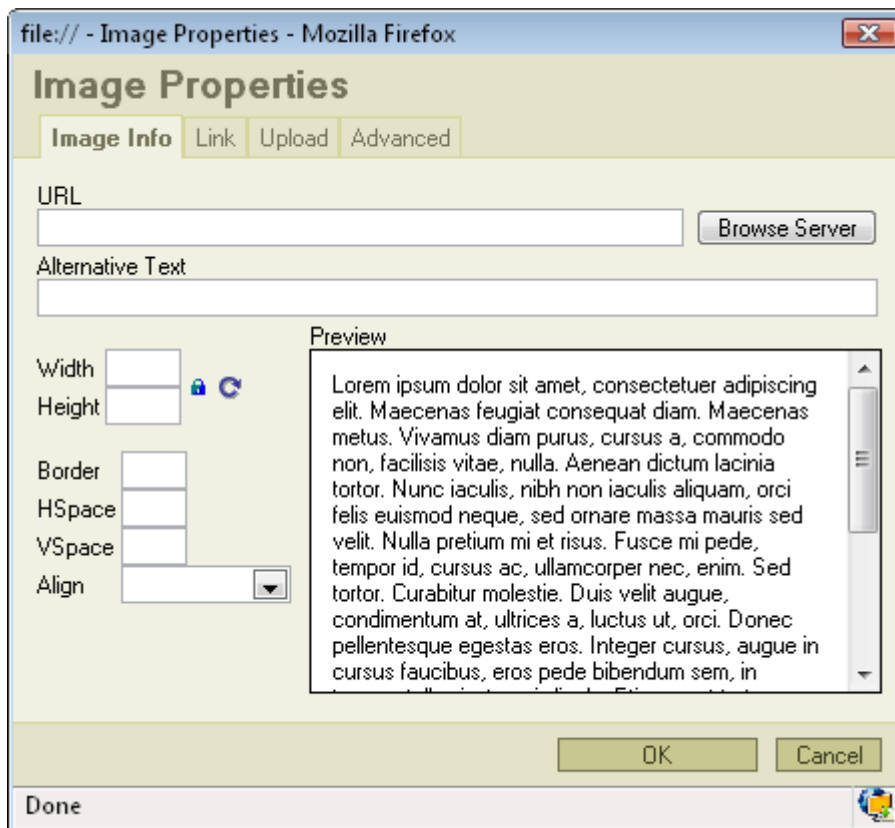 file:// - Image Properties - Mozilla Firefox
Image Properties
Image Info Link Upload Advanced
URL
Browse Server
Alternative Text
Preview
Width
Height
Border
HSpace
VSpace
Align
Lorem ipsum dolor sit amet, consectetuer adipiscing
elit. Maecenas feugiat consequat diam. Maecenas
metus. Vivamus diam purus, cursus a, commodo
non, facilisis vitae, nulla. Aenean dictum lacinia
tortor. Nunc iaculis, nibh non iaculis aliquam, orci
felis euismod neque, sed ornare massa mauris sed
velit. Nulla pretium mi et risus. Fusce mi pede,
tempor id, cursus ac, ullamcorper nec, enim. Sed
tortor. Curabitur molestie. Duis velit augue,
condimentum at, ultrices a, luctus ut, orci. Donec
pellentesque egestas eros. Integer cursus, augue in
cursus faucibus, eros pede bibendum sem, in
OK Cancel
Done